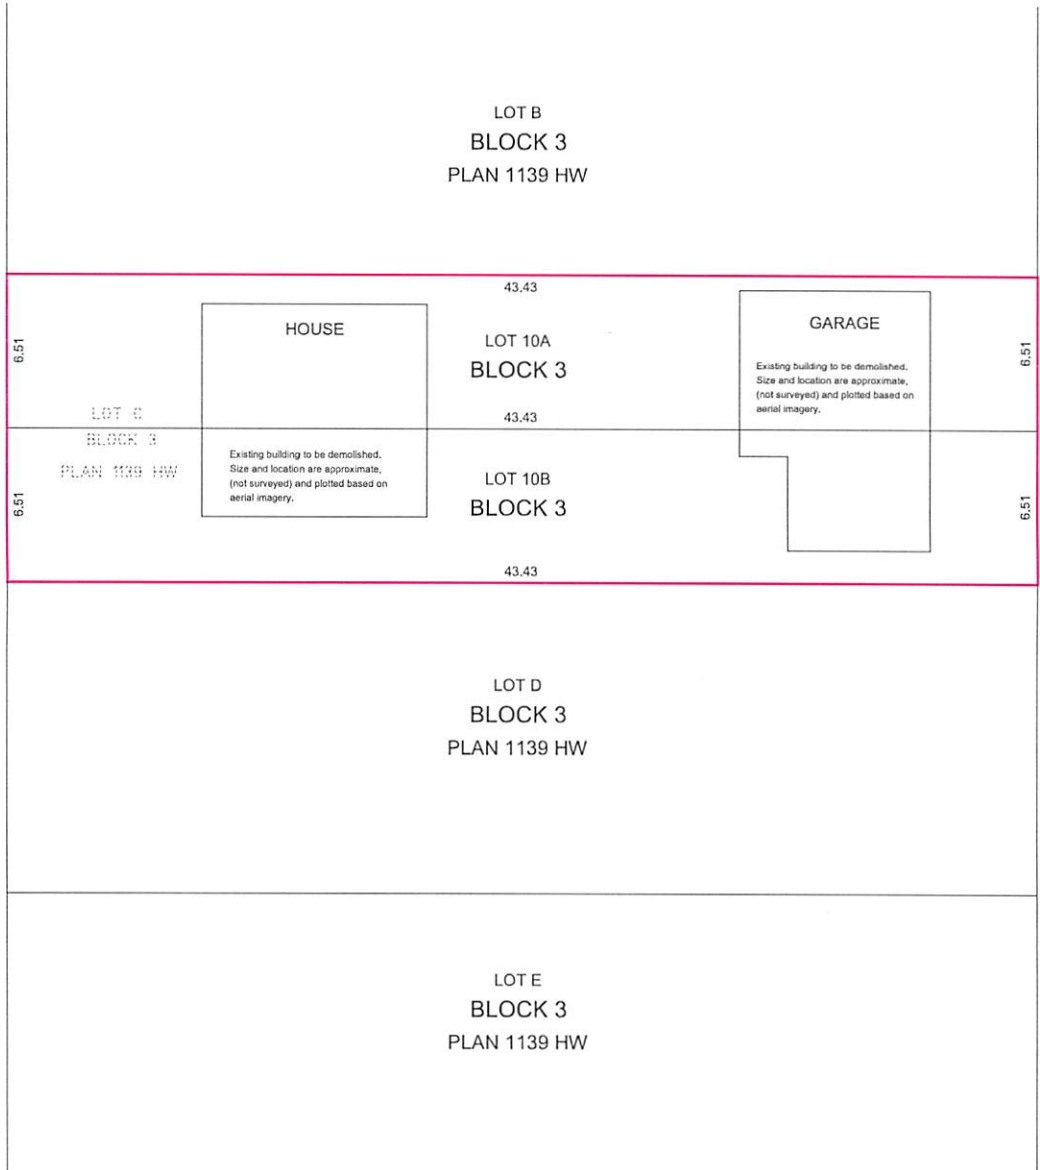 LOT B
BLOCK 3
PLAN 1139 HW
43.43
HOUSE
GARAGE
6.51
LOT 10A
BLOCK 3
6.51
Existing building to be demolished.
Size and location are approximate,
(not surveyed) and plotted based on
aerial imagery.
LOT C
BLOCK 3
PLAN 1139 HW
43.43
Existing building to be demolished.
Size and location are approximate,
(not surveyed) and plotted based on
aerial imagery.
LOT 10B
BLOCK 3
6.51
6.51
43.43
LOT D
BLOCK 3
PLAN 1139 HW
LOT E
BLOCK 3
PLAN 1139 HW